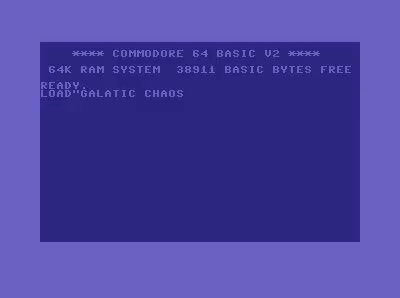 **** COMMODORE 64 BASIC V2 ****
64K RAM SYSTEM 38911 BASIC BYTES FREE
READY.
LOAD"GALATIC CHAOS